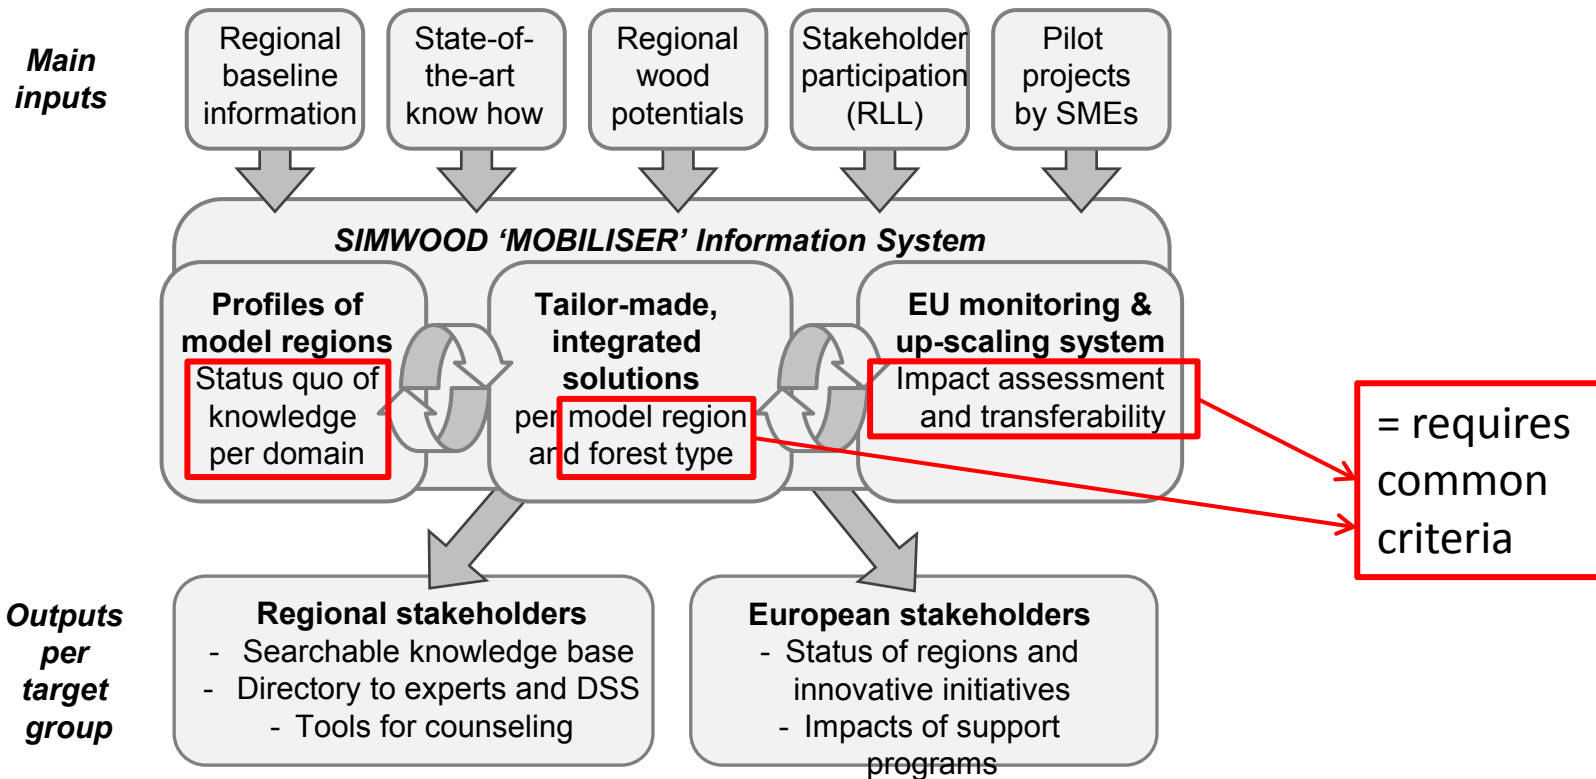 Main
inputs
Regional
baseline
information
State-of-
the-art
know how
Regional
wood
potentials
Stakeholder
participation
(RLL)
Pilot
projects
by SMEs
SIMWOOD ‘MOBILISER’ Information System
Profiles of
model regions
Status quo of
knowledge
per domain
Tailor-made,
integrated
solutions
per model region
and forest type
EU monitoring &
up-scaling system
Impact assessment
and transferability
= requires
common
criteria
Outputs
per
target
group
Regional stakeholders
- Searchable knowledge base
- Directory to experts and DSS
- Tools for counseling
European stakeholders
- Status of regions and
innovative initiatives
- Impacts of support
programs